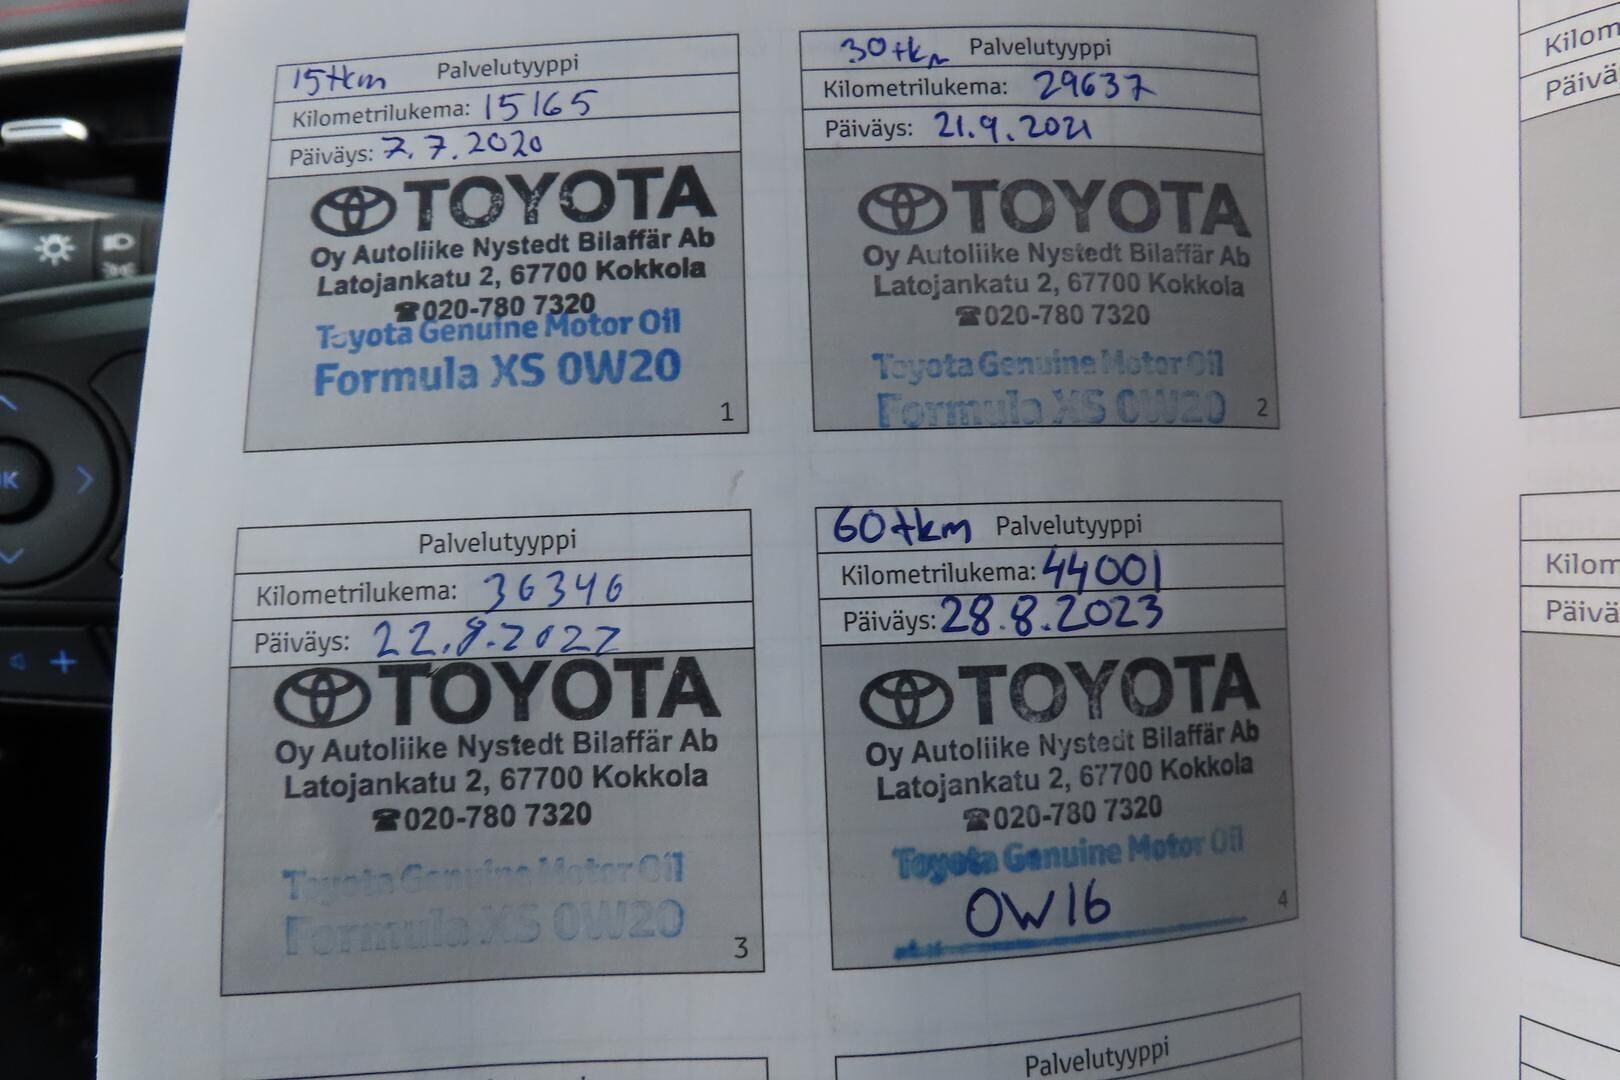 15tkm Palvelutyyppi
Kilometrilukema: 15165
Päiväys: 7.7.2020
TOYOTA
Oy Autoliike Nystedt Bilaffär Ab
Latojankatu 2, 67700 Kokkola
☎020-780 7320
Toyota Genuine Motor Oil
Formula XS 0W20
1
30tkm Palvelutyyppi
Kilometrilukema: 29637
Päiväys: 21.9.2021
TOYOTA
Oy Autoliike Nystedt Bilaffär Ab
Latojankatu 2, 67700 Kokkola
☎020-780 7320
Toyota Genuine Motor Oil
Formula XS 0W20
2
Palvelutyyppi
Kilometrilukema: 36346
Päiväys: 22.8.2022
TOYOTA
Oy Autoliike Nystedt Bilaffär Ab
Latojankatu 2, 67700 Kokkola
☎020-780 7320
Toyota Genuine Motor Oil
Formula XS 0W20
3
60tkm Palvelutyyppi
Kilometrilukema: 44001
Päiväys: 28.8.2023
TOYOTA
Oy Autoliike Nystedt Bilaffär Ab
Latojankatu 2, 67700 Kokkola
☎020-780 7320
Toyota Genuine Motor Oil
0W16
4
Palvelutyyppi
Kilom
Päivä
Kilom
Päivä